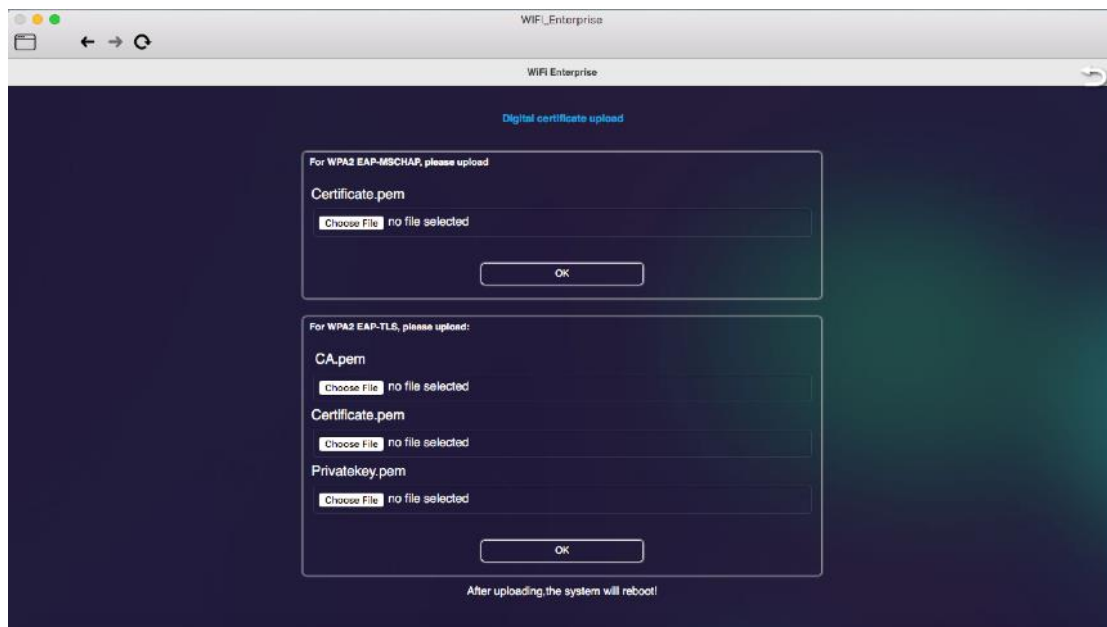 WIFI_Enterprise
WiFi Enterprise
Digital certificate upload
For WPA2 EAP-MSCHAP, please upload
Certificate.pem
Choose File no file selected
OK
For WPA2 EAP-TLS, please upload:
CA.pem
Choose File no file selected
Certificate.pem
Choose File no file selected
Privatekey.pem
Choose File no file selected
OK
After uploading,the system will reboot!